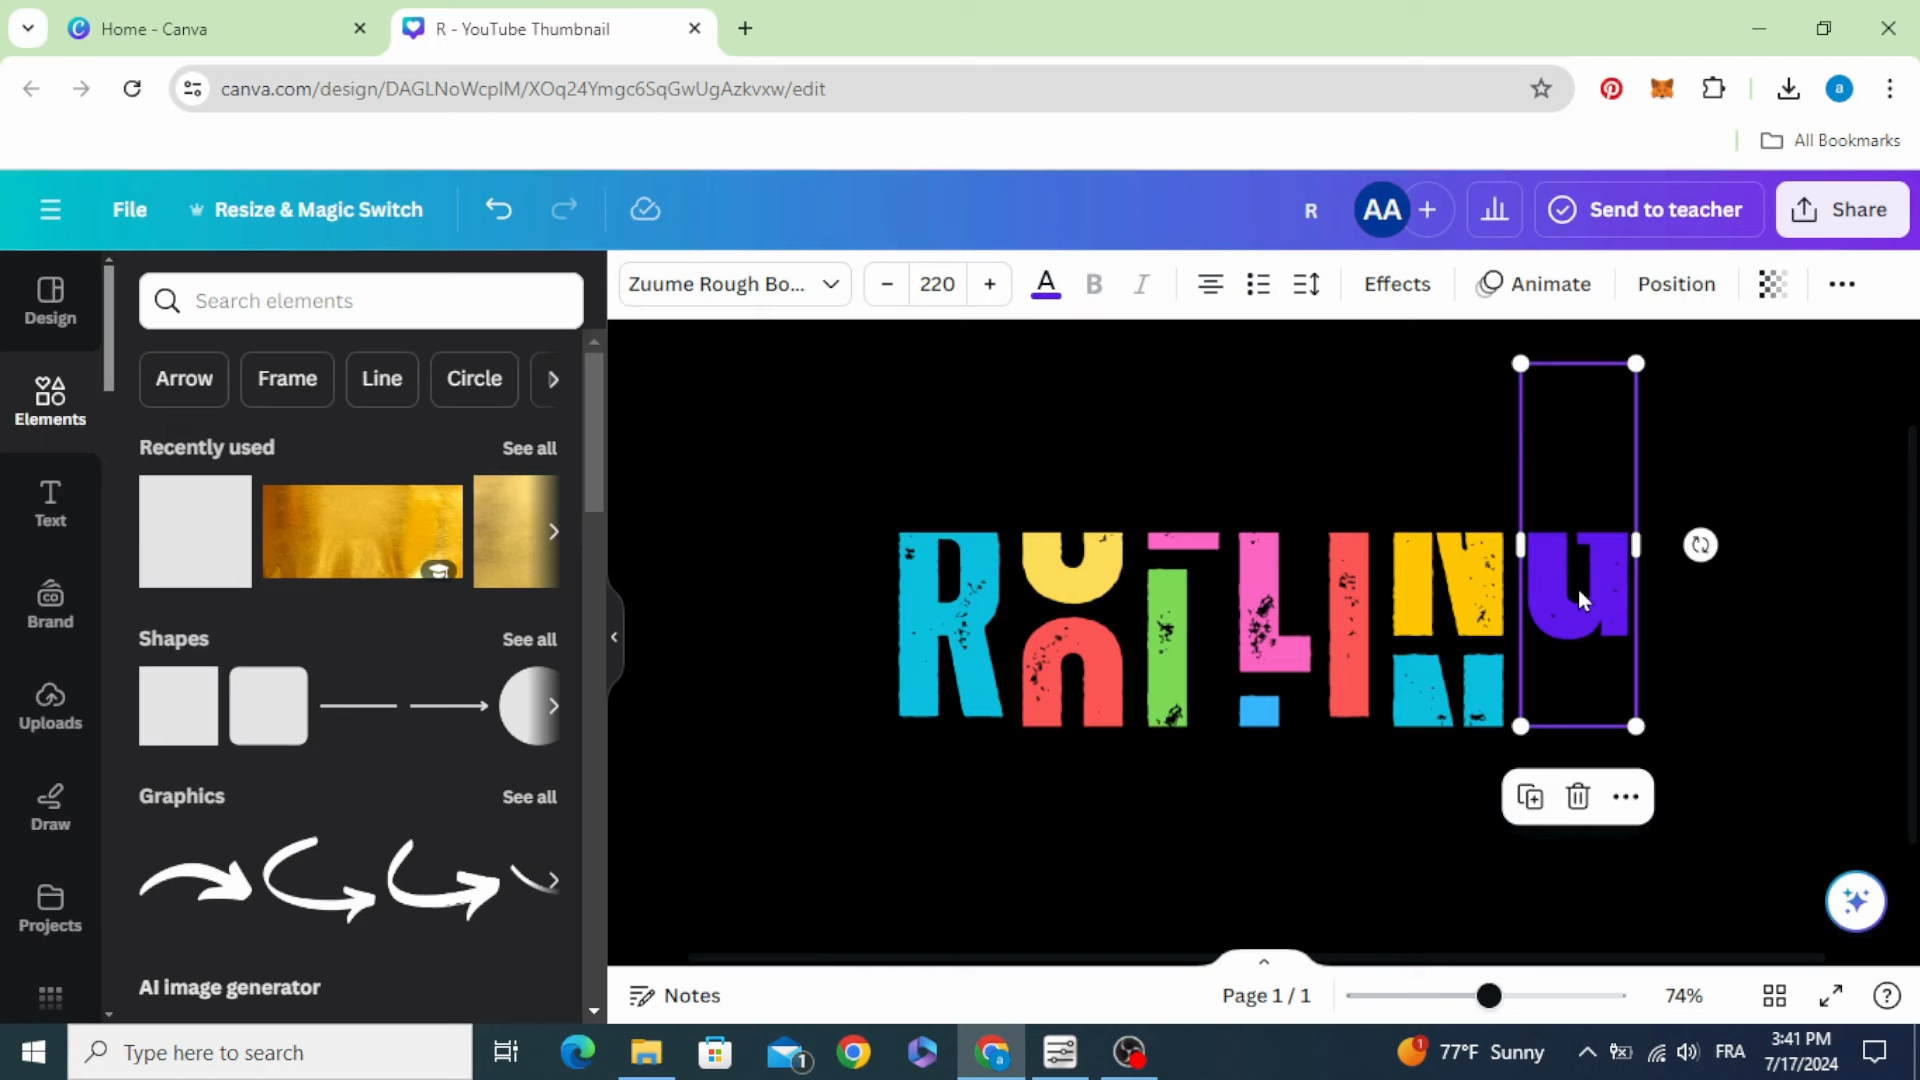 Home - Canva
R - YouTube Thumbnail
canva.com/design/DAGLNoWcpIM/XOq24Ymgc6SqGwUgAzkvxw/edit
a
All Bookmarks
File
Resize & Magic Switch
R
AA
+
Send to teacher
Share
Design
Elements
Text
Brand
Uploads
Draw
Projects
Search elements
Arrow
Frame
Line
Circle
Recently used
See all
Shapes
See all
Graphics
See all
AI image generator
Zuume Rough Bo...
- 220 +
A B I
Effects
Animate
Position
Notes
Page 1 / 1
74%
Type here to search
1
77°F Sunny
FRA
3:41 PM
7/17/2024